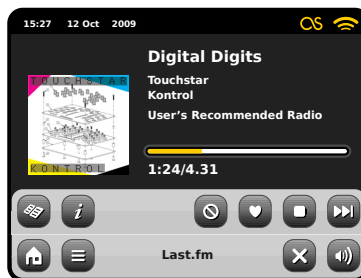 15:27 12 Oct 2009
Digital Digits
TOUCHSTAR
Touchstar
Kontrol
User's Recommended Radio
KONTROL
1:24/4.31
i
Last.fm